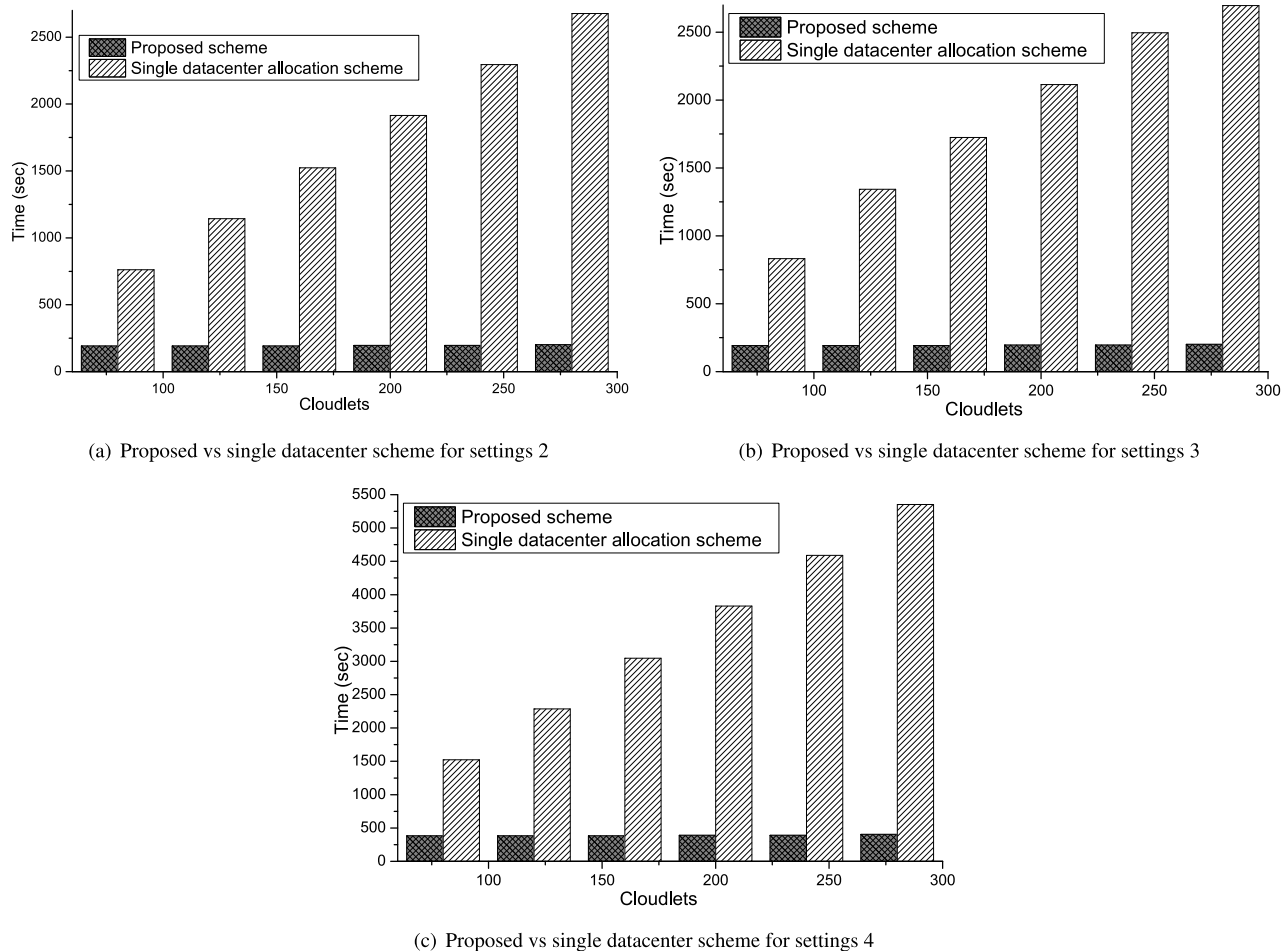 2500
2000
1500
1000
500
0
Time (sec)
Proposed scheme
Single datacenter allocation scheme
100
150
200
250
300
Cloudlets
(a) Proposed vs single datacenter scheme for settings 2
2500
2000
1500
1000
500
0
Time (sec)
Proposed scheme
Single datacenter allocation scheme
100
150
200
250
300
Cloudlets
(b) Proposed vs single datacenter scheme for settings 3
5500
5000
4500
4000
3500
3000
2500
2000
1500
1000
500
0
Time (sec)
Proposed scheme
Single datacenter allocation scheme
100
150
200
250
300
Cloudlets
(c) Proposed vs single datacenter scheme for settings 4